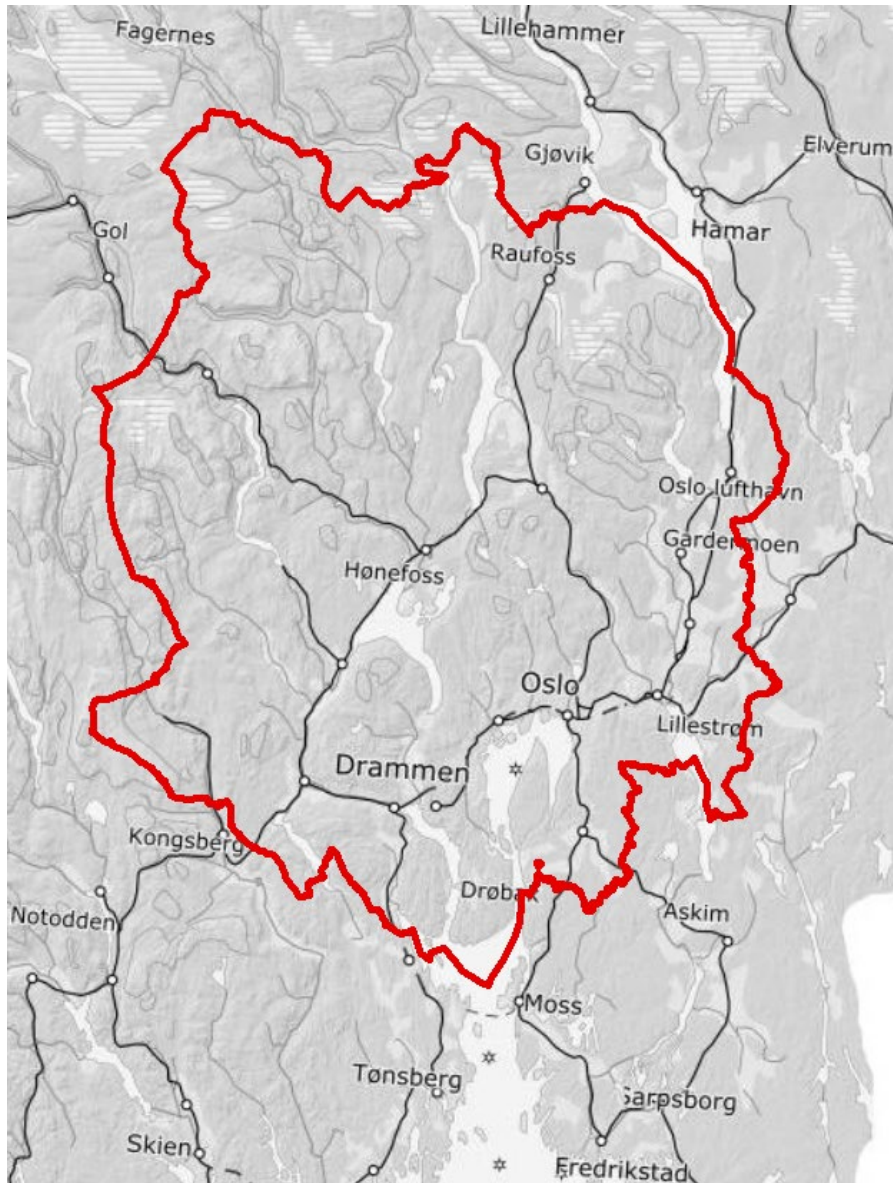 Fagernes
Lillehammer
Gjøvik
Elverum
Gol
Hamar
Raufoss
Oslo lufthavn
Gardermoen
Hønefoss
Oslo
Lillestrøm
Drammen
Kongsberg
Drøbak
Notodden
Askim
Moss
Tønsberg
Sarpsborg
Skien
Fredrikstad